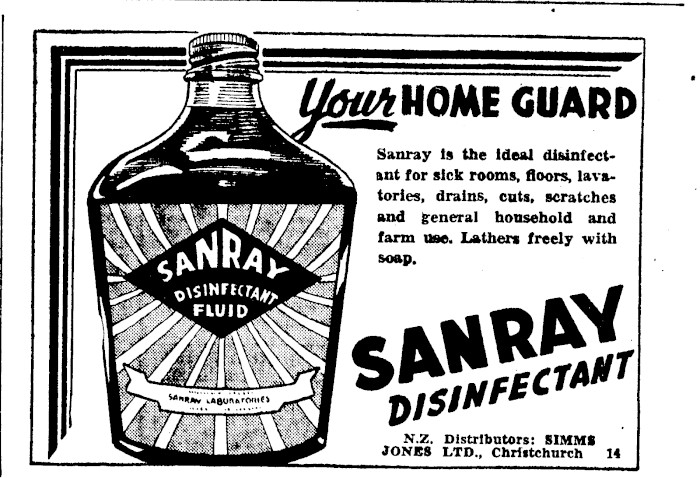 Your HOME GUARD
Sanray is the ideal disinfect-
ant for sick rooms, floors, lava-
tories, drains, cuts, scratches
and general household and
farm use. Lathers freely with
soap.
SANRAY
DISINFECTANT
FLUID
SANRAY LABORATORIES
SANRAY
DISINFECTANT
N.Z. Distributors: SIMMS
JONES LTD., Christchurch 14